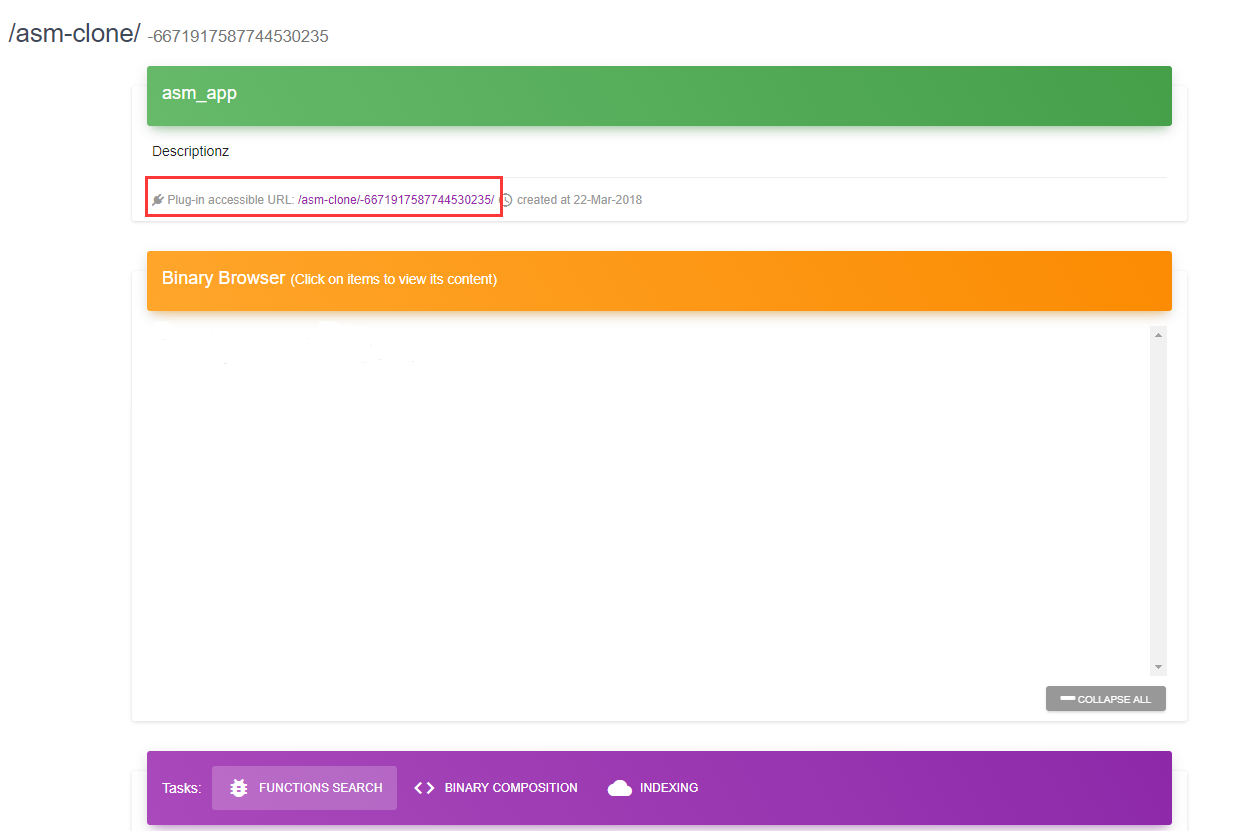 /asm-clone/ -6671917587744530235
asm_app
Descriptionz
Plug-in accessible URL: /asm-clone/-6671917587744530235/ created at 22-Mar-2018
Binary Browser (Click on items to view its content)
COLLAPSE ALL
Tasks: FUNCTIONS SEARCH BINARY COMPOSITION INDEXING